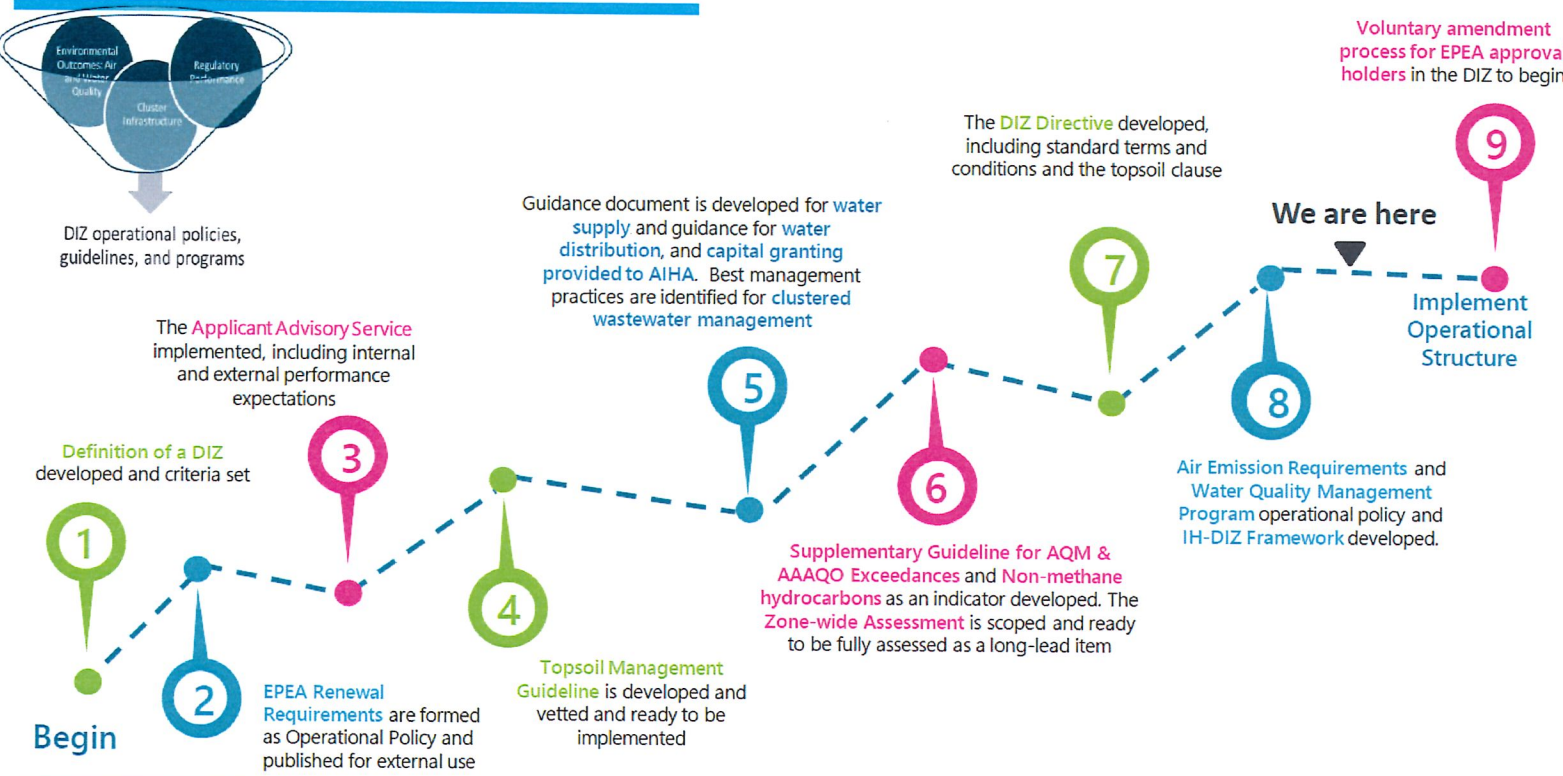 Environmental
Outcomes: Air
and Water
Quality
Regulatory
Performance
Cluster
Infrastructure
DIZ operational policies,
guidelines, and programs
Begin
1
Definition of a DIZ
developed and criteria set
2
EPEA Renewal
Requirements are formed
as Operational Policy and
published for external use
3
The Applicant Advisory Service
implemented, including internal
and external performance
expectations
4
Topsoil Management
Guideline is developed and
vetted and ready to be
implemented
5
Guidance document is developed for water
supply and guidance for water
distribution, and capital granting
provided to AIHA. Best management
practices are identified for clustered
wastewater management
6
Supplementary Guideline for AQM &
AAAQO Exceedances and Non-methane
hydrocarbons as an indicator developed. The
Zone-wide Assessment is scoped and ready
to be fully assessed as a long-lead item
7
The DIZ Directive developed,
including standard terms and
conditions and the topsoil clause
8
Air Emission Requirements and
Water Quality Management
Program operational policy and
IH-DIZ Framework developed.
We are here
9
Voluntary amendment
process for EPEA approva
holders in the DIZ to begin
Implement
Operational
Structure